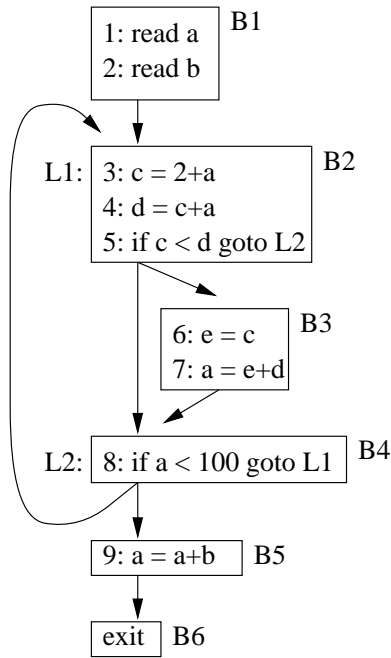 1: read a
2: read b
B1
L1:
3: c = 2+a
4: d = c+a
5: if c < d goto L2
B2
6: e = c
7: a = e+d
B3
L2:
8: if a < 100 goto L1
B4
9: a = a+b
B5
exit
B6